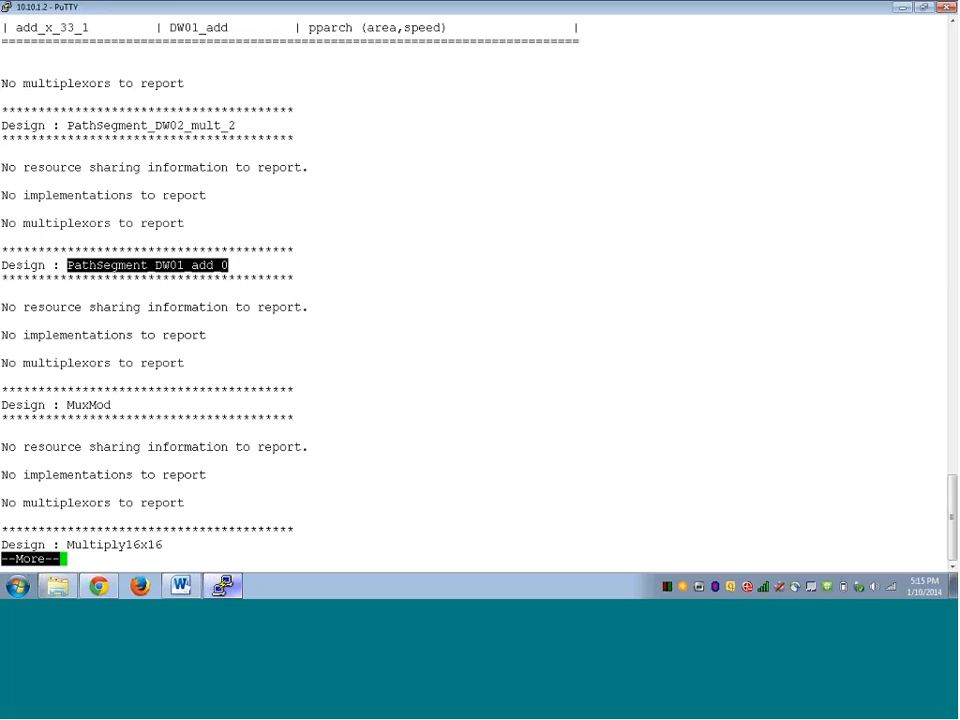 10.10.1.2 - PuTTY
| add_x_33_1 | DW01_add | pparch (area,speed) |
===============================================================================
No multiplexors to report
****************************************
Design : PathSegment_DW02_mult_2
****************************************
No resource sharing information to report.
No implementations to report
No multiplexors to report
****************************************
Design : PathSegment_DW01_add_0
****************************************
No resource sharing information to report.
No implementations to report
No multiplexors to report
****************************************
Design : MuxMod
****************************************
No resource sharing information to report.
No implementations to report
No multiplexors to report
****************************************
Design : Multiply16x16
--More--
5:15 PM
1/10/2014